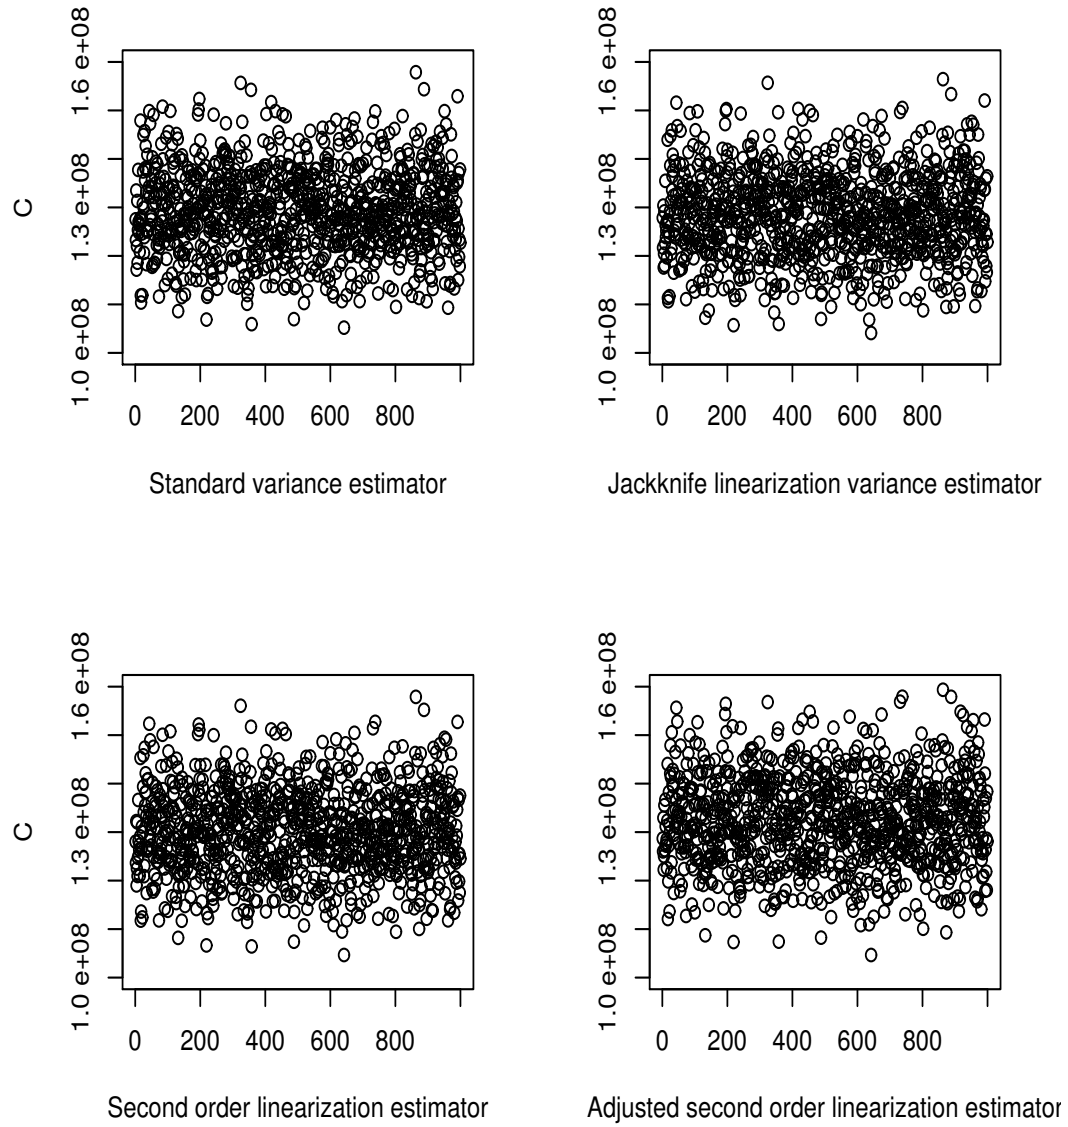 C
1.0 e+08 1.3 e+08 1.6 e+08
0 200 400 600 800
Standard variance estimator
1.0 e+08 1.3 e+08 1.6 e+08
0 200 400 600 800
Jackknife linearization variance estimator
C
1.0 e+08 1.3 e+08 1.6 e+08
0 200 400 600 800
Second order linearization estimator
1.0 e+08 1.3 e+08 1.6 e+08
0 200 400 600 800
Adjusted second order linearization estimator